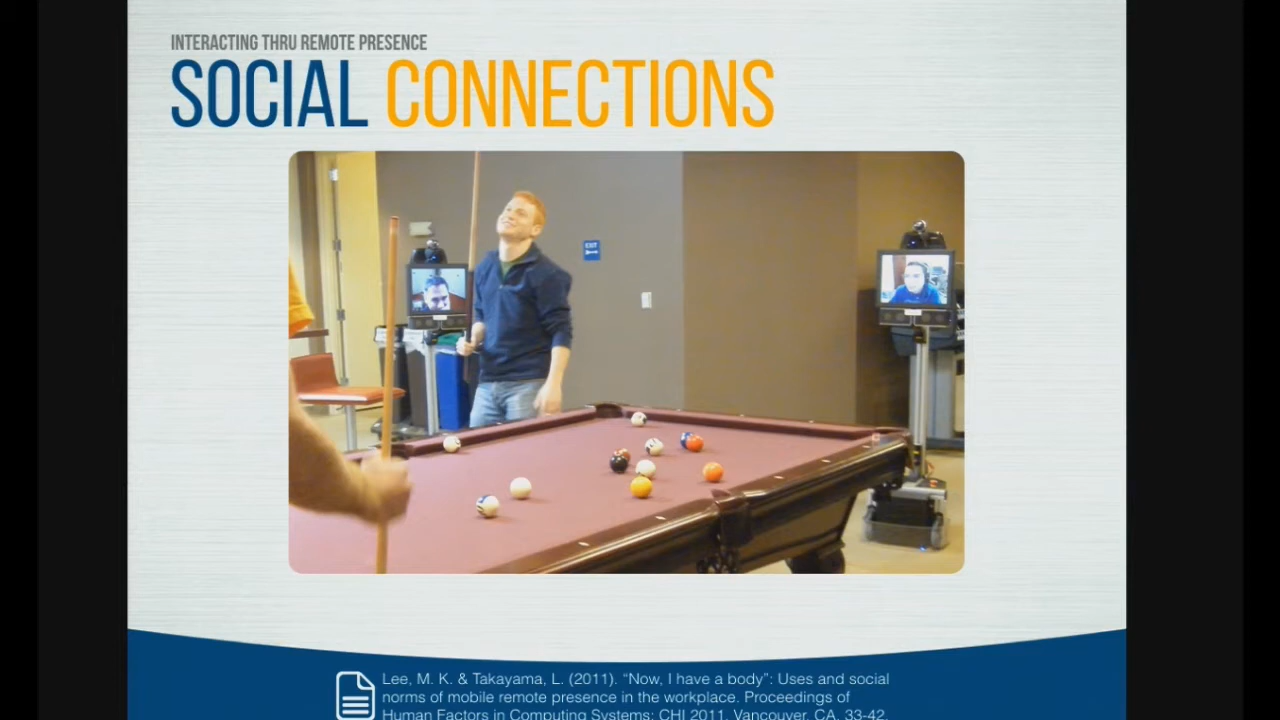 INTERACTING THRU REMOTE PRESENCE
SOCIAL CONNECTIONS
EXIT
Lee, M. K. & Takayama, L. (2011). “Now, I have a body”: Uses and social
norms of mobile remote presence in the workplace. Proceedings of
Human Factors in Computing Systems: CHI 2011, Vancouver, CA, 33-42.